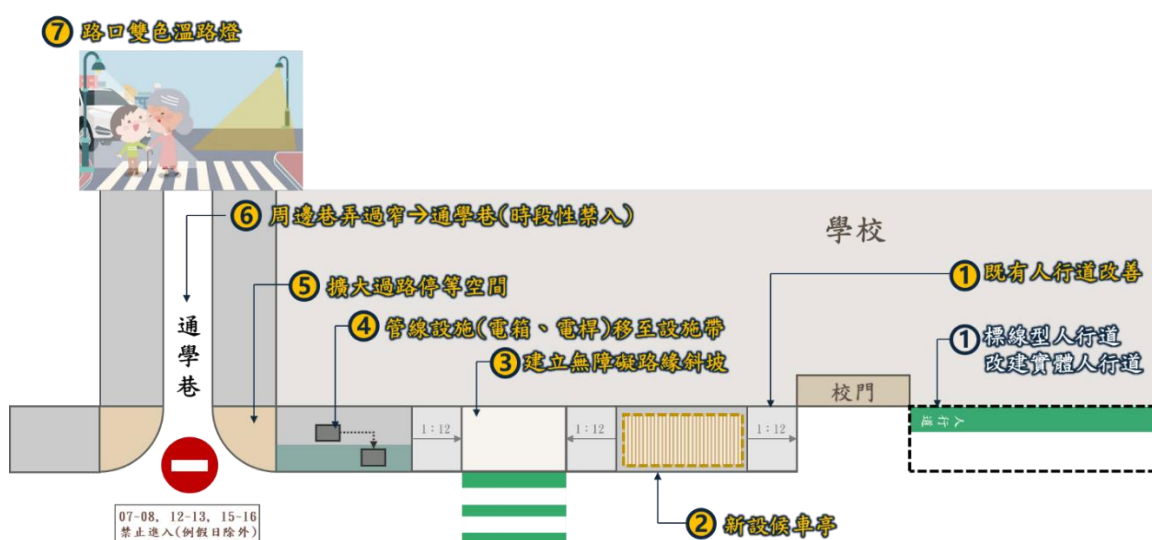 ⑦ 路口雙色溫路燈
⑥ 周邊巷弄過窄→通學巷(時段性禁入)
學校
⑤ 擴大過路停等空間
① 既有人行道改善
④ 管線設施(電箱、電桿)移至設施帶
① 標線型人行道
改建實體人行道
③ 建立無障礙路緣斜坡
通學巷
校門
人行道
1:12
1:12
1:12
07-08, 12-13, 15-16
禁止進入(例假日除外)
② 新設候車亭